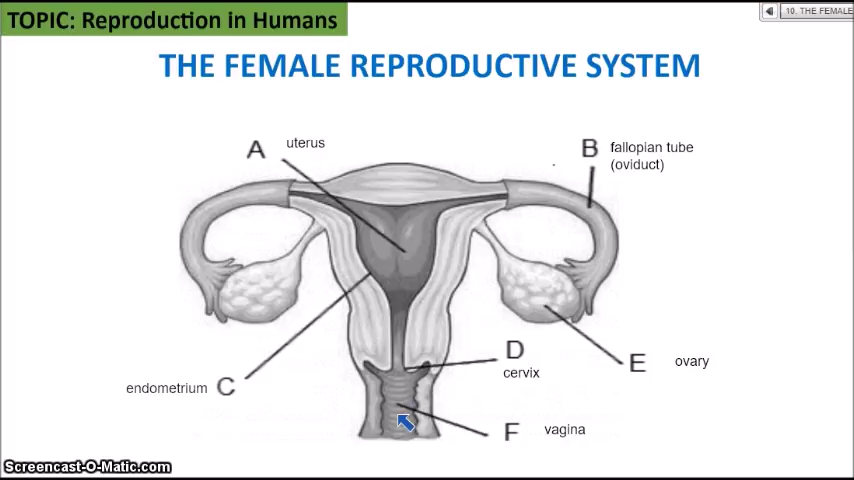 TOPIC: Reproduction in Humans
10. THE FEMALE
THE FEMALE REPRODUCTIVE SYSTEM
A uterus
B fallopian tube
(oviduct)
D
cervix
E ovary
endometrium C
F vagina
Screencast-O-Matic.com